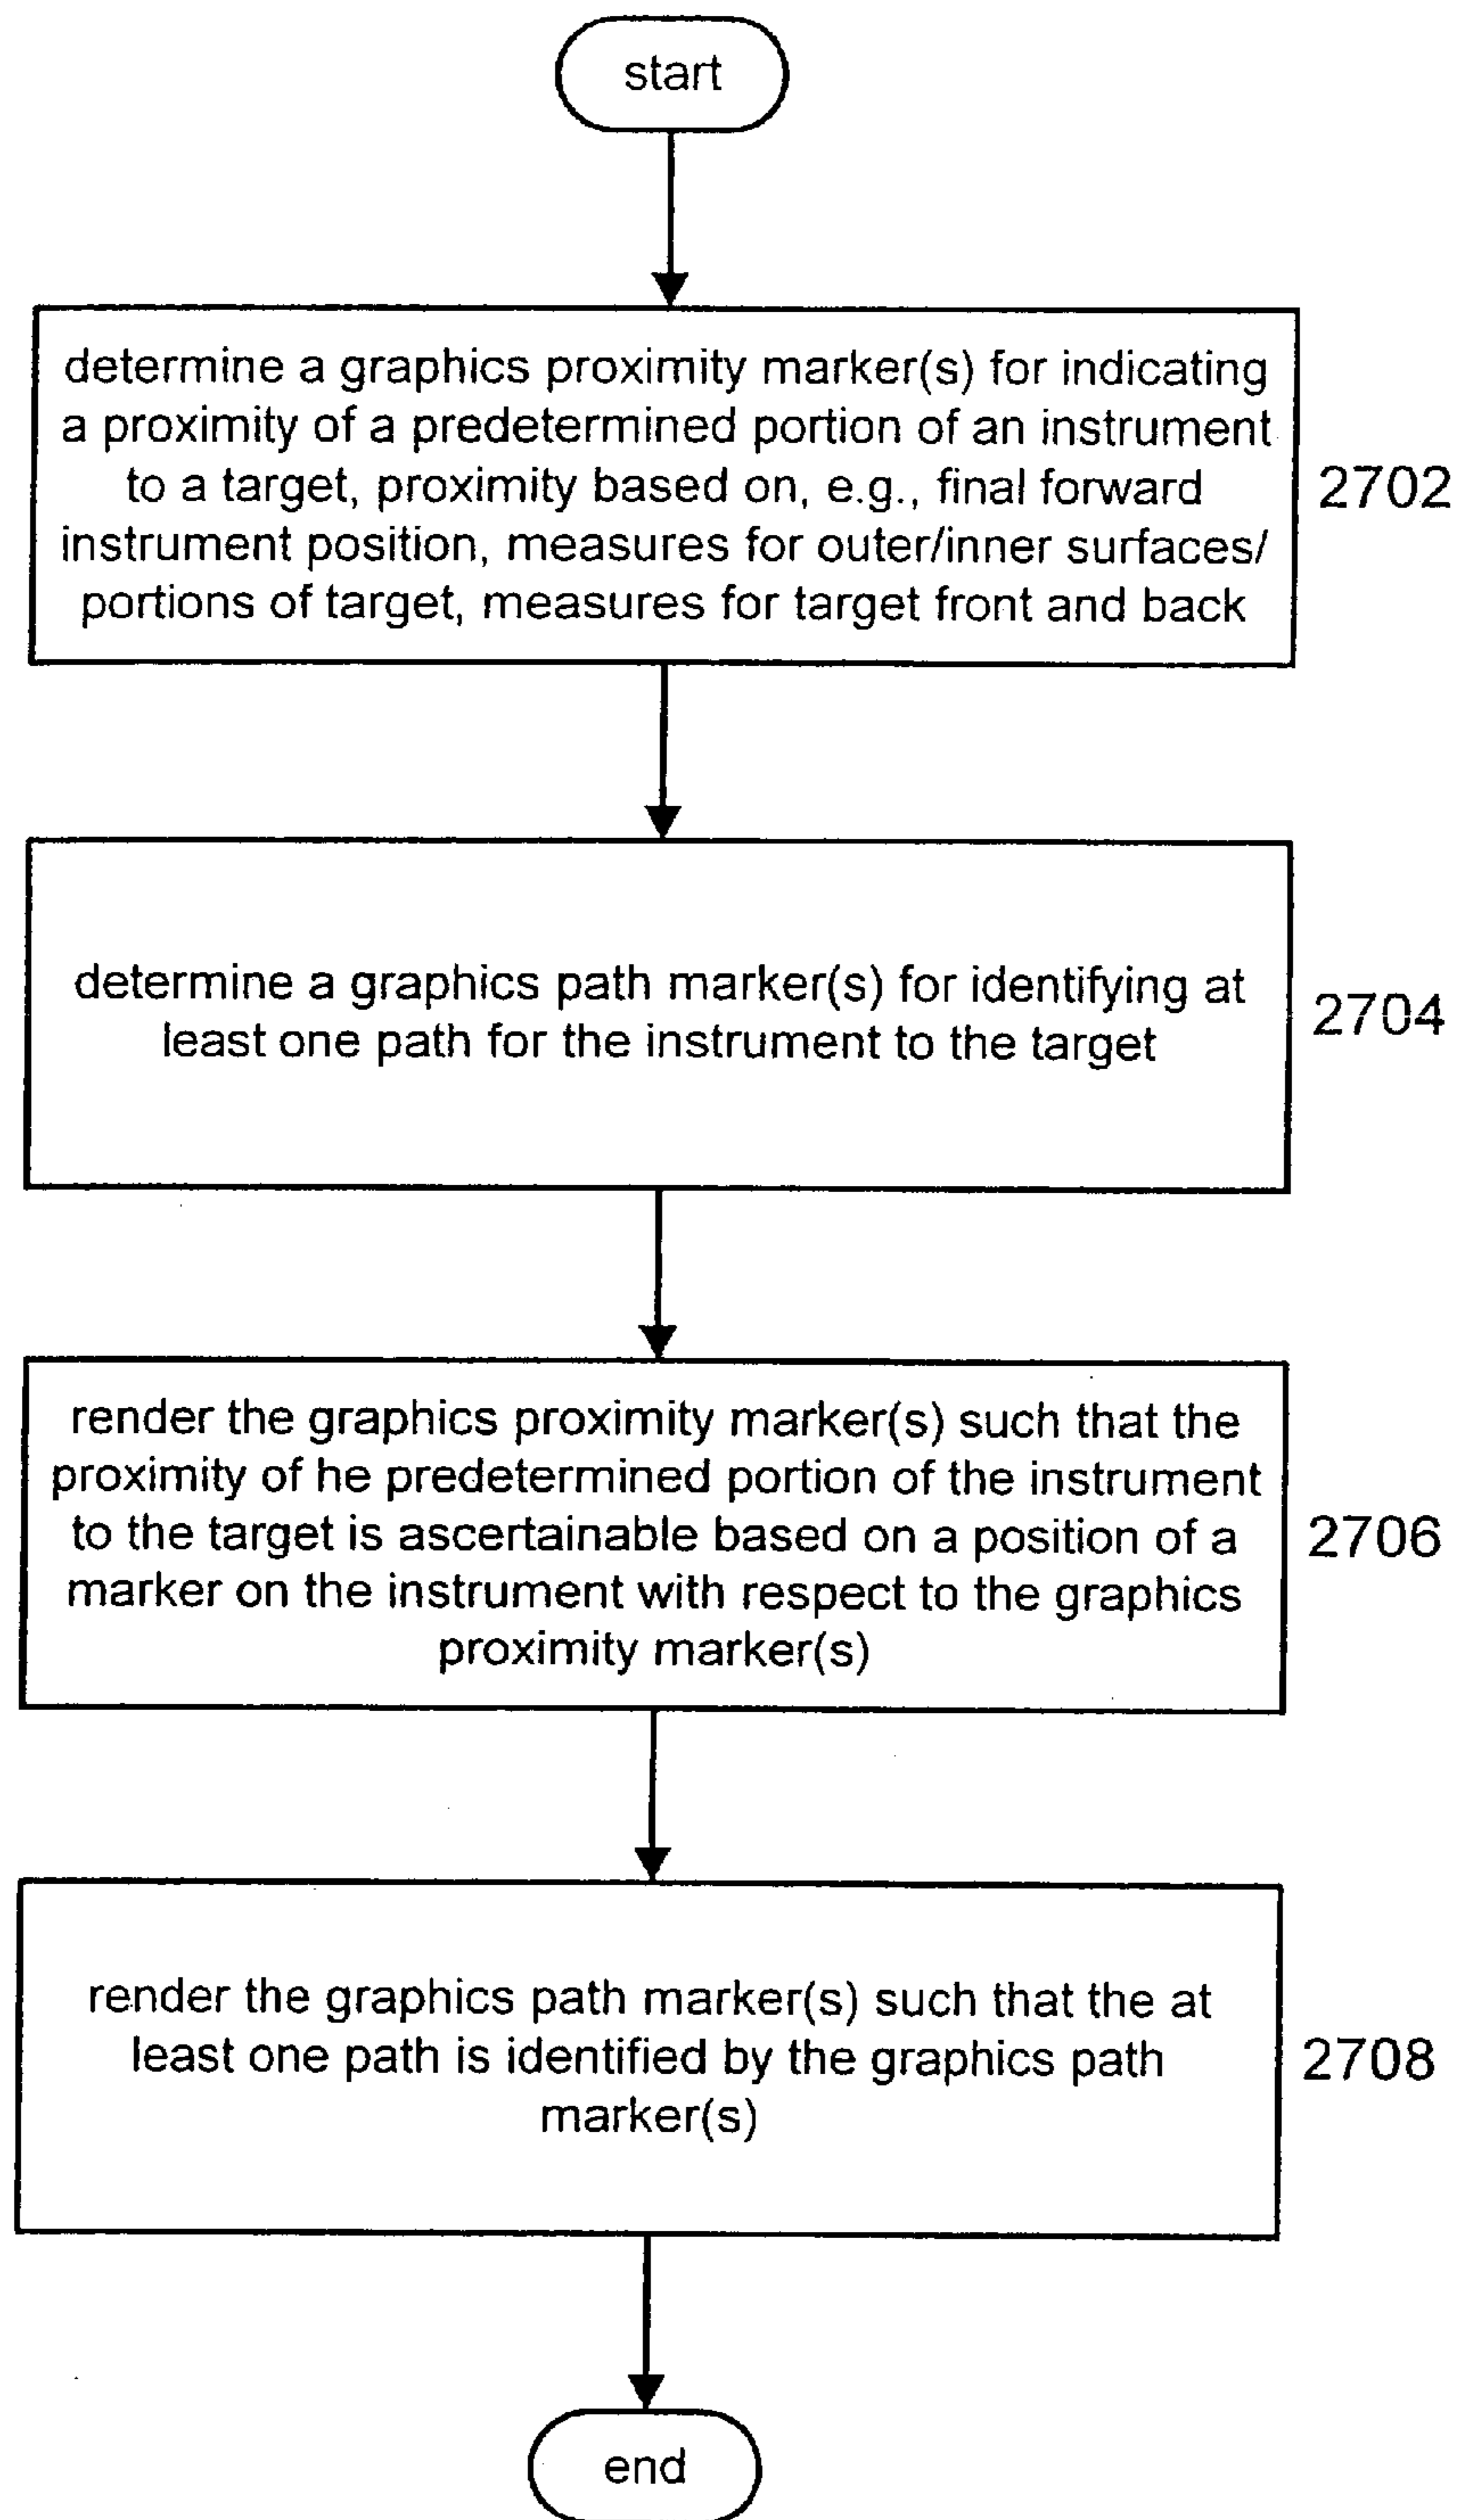 start
determine a graphics proximity marker(s) for indicating
a proximity of a predetermined portion of an instrument
to a target, proximity based on, e.g., final forward
instrument position, measures for outer/inner surfaces/
portions of target, measures for target front and back
2702
determine a graphics path marker(s) for identifying at
least one path for the instrument to the target
2704
render the graphics proximity marker(s) such that the
proximity of he predetermined portion of the instrument
to the target is ascertainable based on a position of a
marker on the instrument with respect to the graphics
proximity marker(s)
2706
render the graphics path marker(s) such that the at
least one path is identified by the graphics path
marker(s)
2708
end